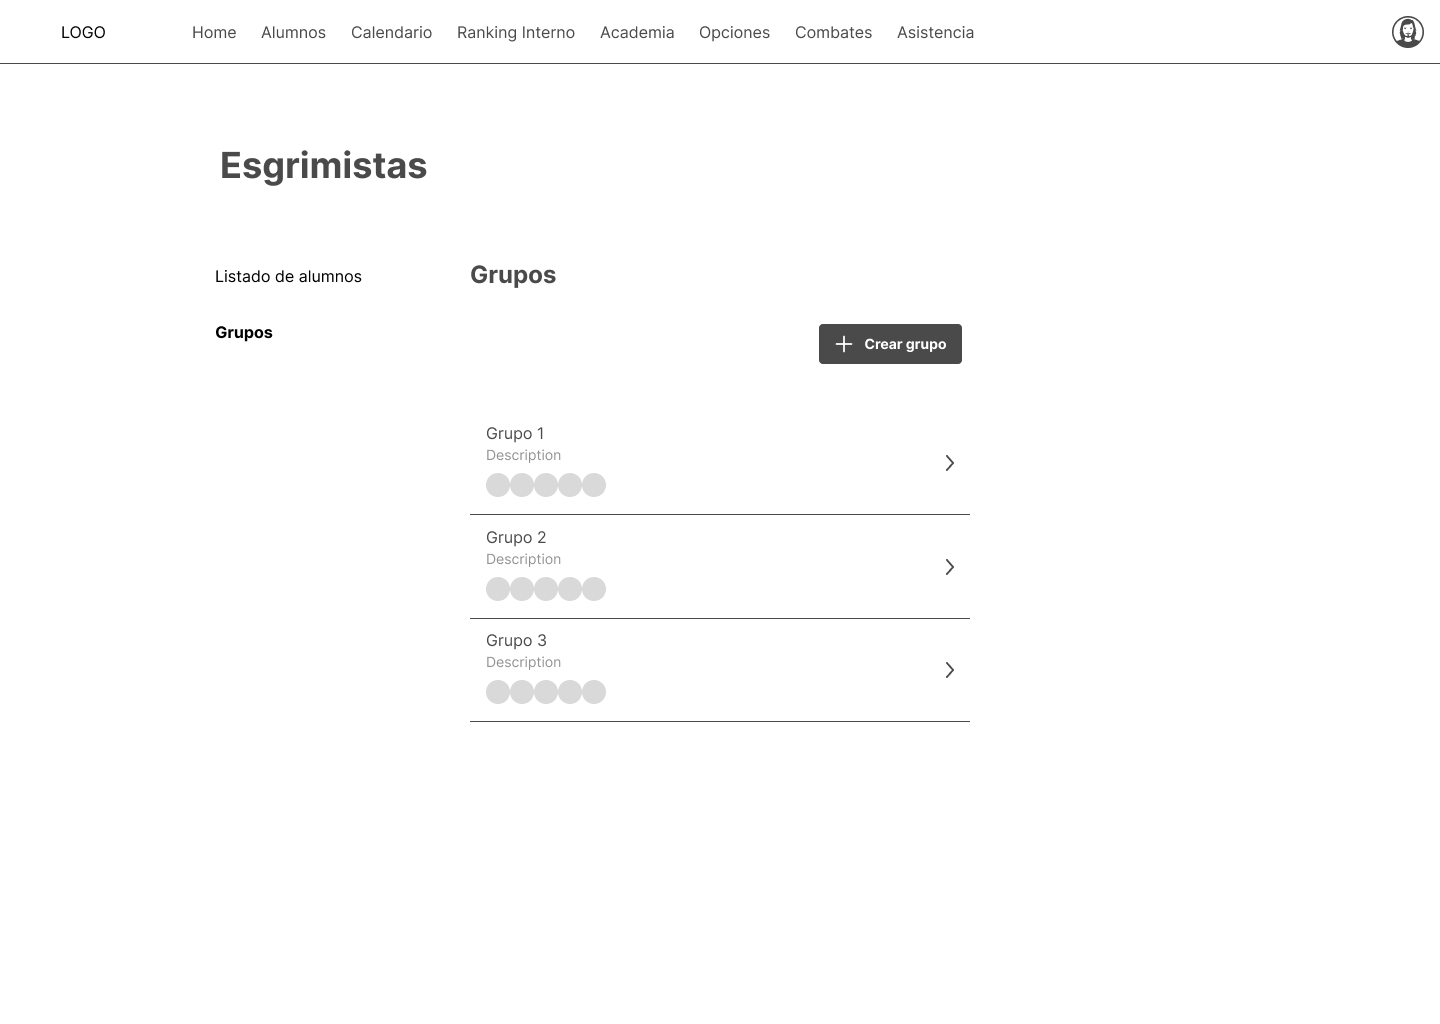 LOGO
Home Alumnos Calendario Ranking Interno Academia Opciones Combates Asistencia
Esgrimistas
Listado de alumnos
Grupos
Grupos
Crear grupo
Grupo 1
Description
Grupo 2
Description
Grupo 3
Description